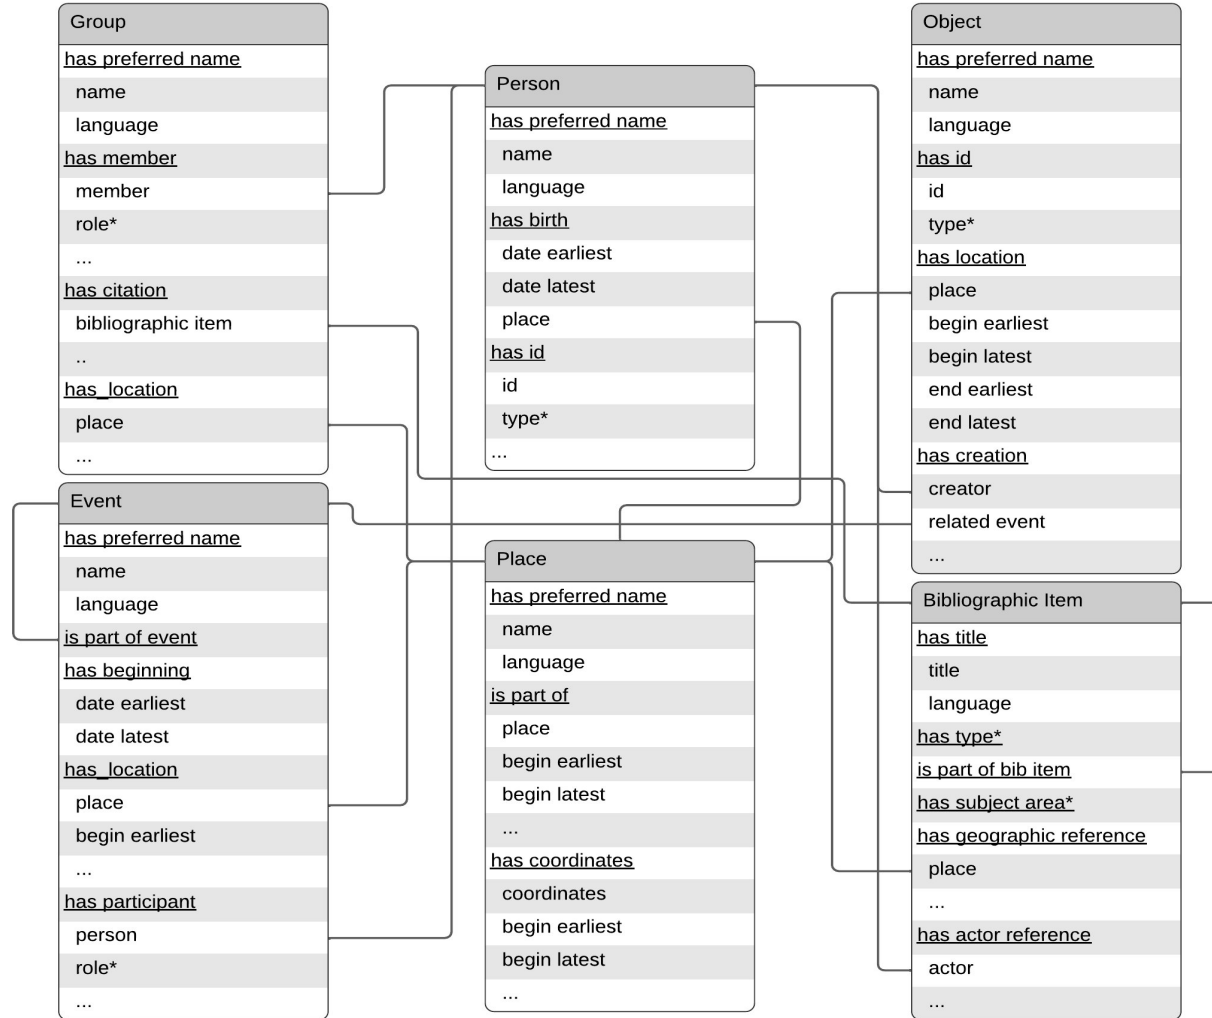 Group
has preferred name
name
language
has member
member
role*
...
has citation
bibliographic item
..
has_location
place
...
Event
has preferred name
name
language
is part of event
has beginning
date earliest
date latest
has_location
place
begin earliest
...
has participant
person
role*
...
Person
has preferred name
name
language
has birth
date earliest
date latest
place
has id
id
type*
...
Place
has preferred name
name
language
is part of
place
begin earliest
begin latest
...
has coordinates
coordinates
begin earliest
begin latest
...
Object
has preferred name
name
language
has id
id
type*
has location
place
begin earliest
begin latest
end earliest
end latest
has creation
creator
related event
...
Bibliographic Item
has title
title
language
has type*
is part of bib item
has subject area*
has geographic reference
place
...
has actor reference
actor
...